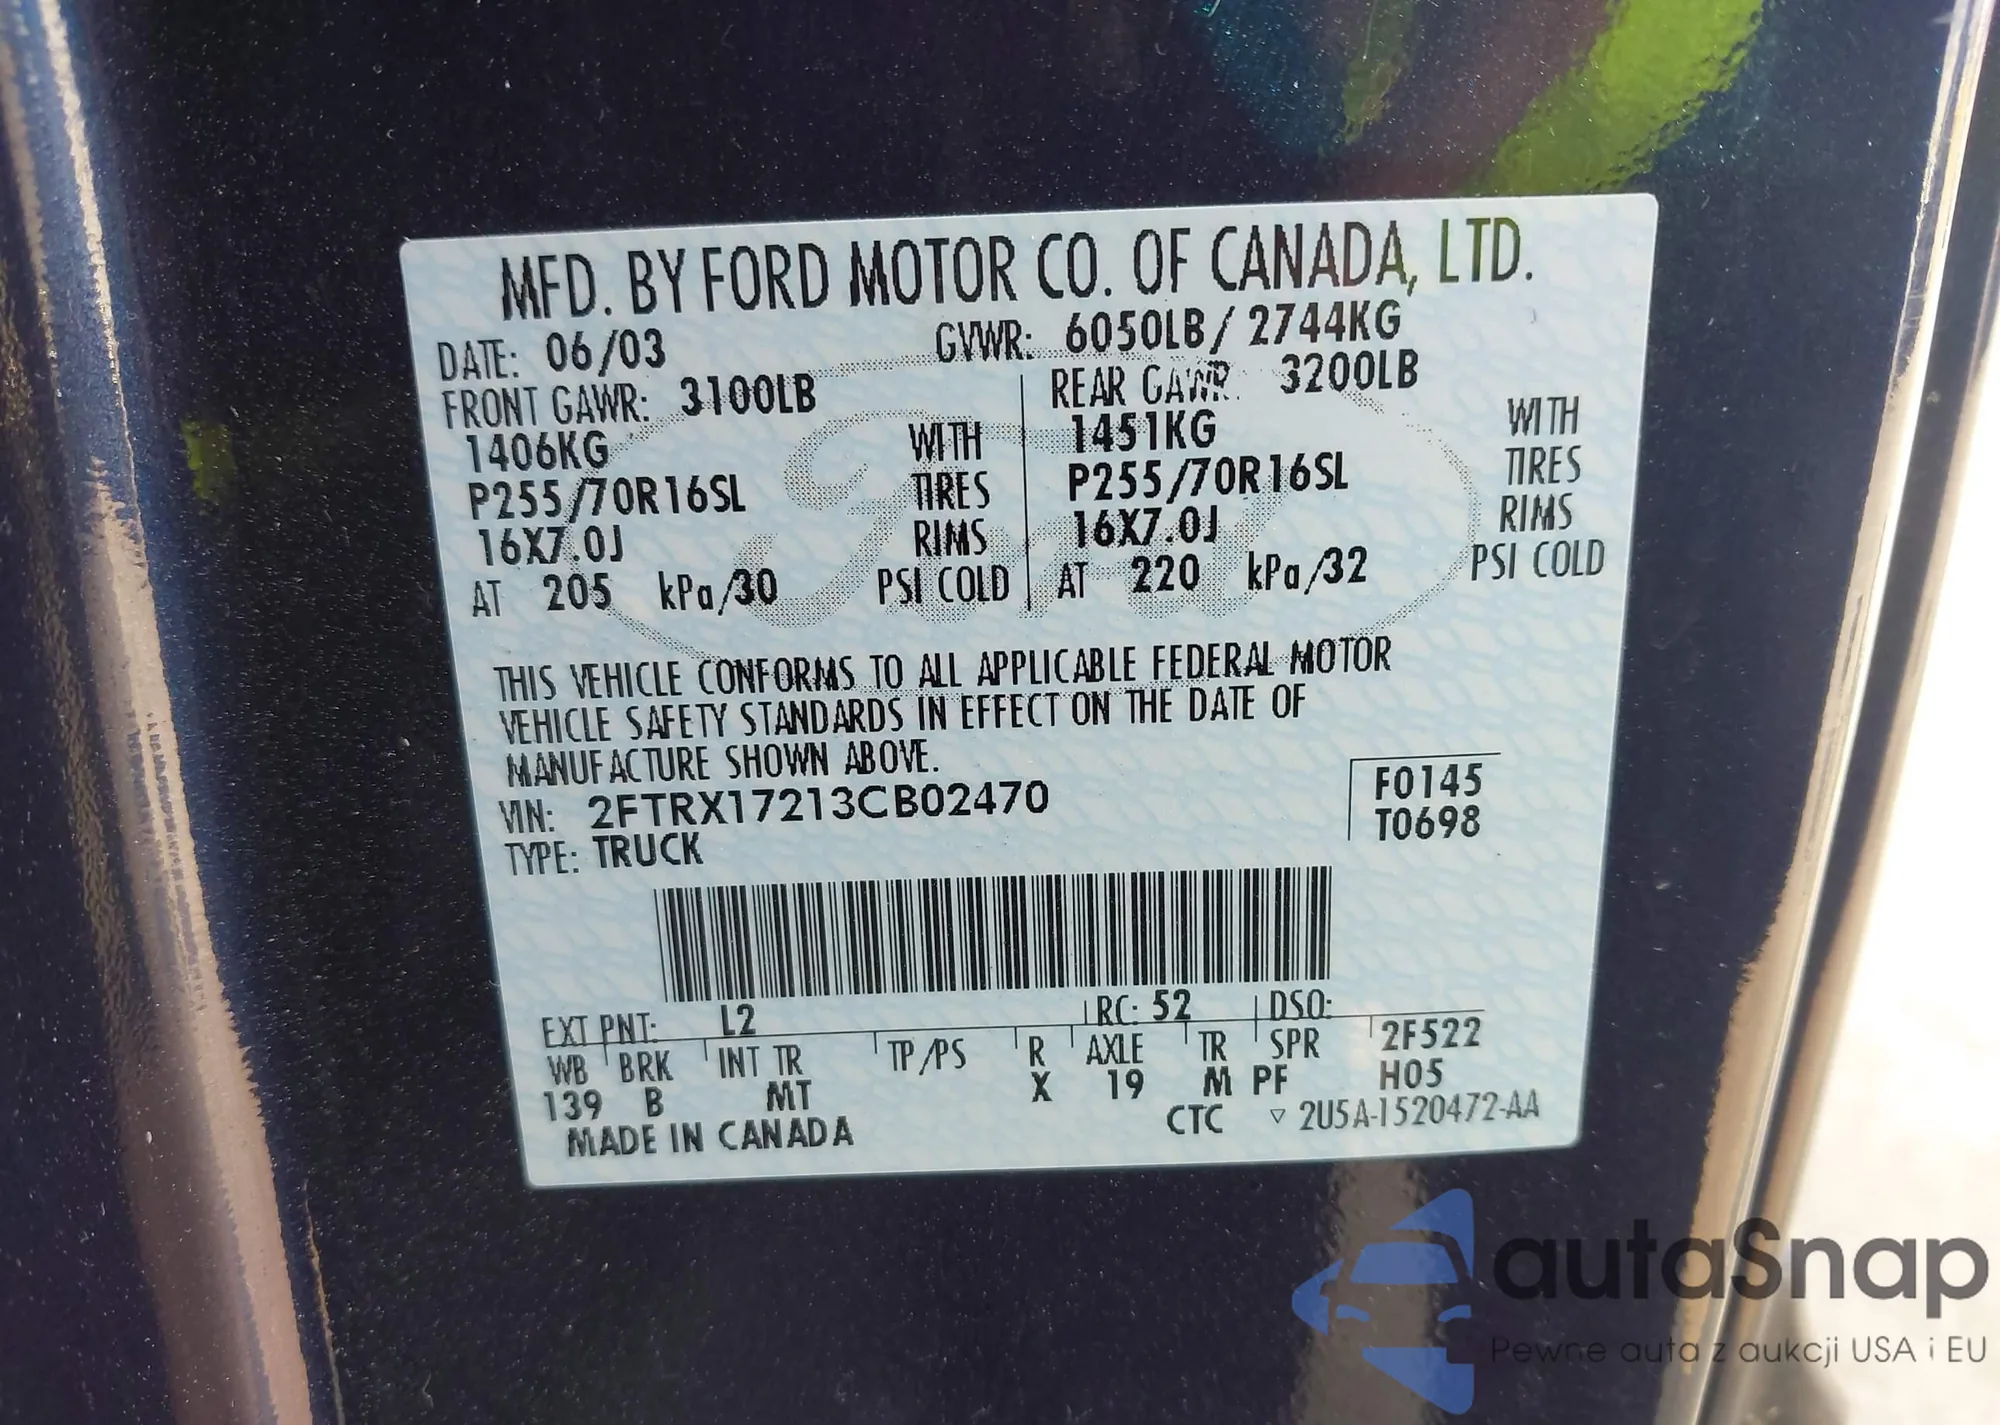 MFD. BY FORD MOTOR CO. OF CANADA, LTD.
DATE: 06/03 GVWR: 6050LB/2744KG
FRONT GAWR: 3100LB REAR GAWR: 3200LB
1406KG WITH 1451KG WITH
P255/70R16SL TIRES P255/70R16SL TIRES
16X7.0J RIMS 16X7.0J RIMS
AT 205 kPa/30 PSI COLD AT 220 kPa/32 PSI COLD
THIS VEHICLE CONFORMS TO ALL APPLICABLE FEDERAL MOTOR
VEHICLE SAFETY STANDARDS IN EFFECT ON THE DATE OF
MANUFACTURE SHOWN ABOVE.
VIN: 2FTRX17213CB02470 F0145
T0698
TYPE: TRUCK
EXT PNT: L2 RC: 52 DSO:
WB BRK INT TR TP/PS R AXLE TR SPR 2F522
139 B MT X 19 M PF H05
MADE IN CANADA CTC ▽ 2U5A-1520472-AA
Ford
autaSnap
Pewne auta z aukcji USA i EU